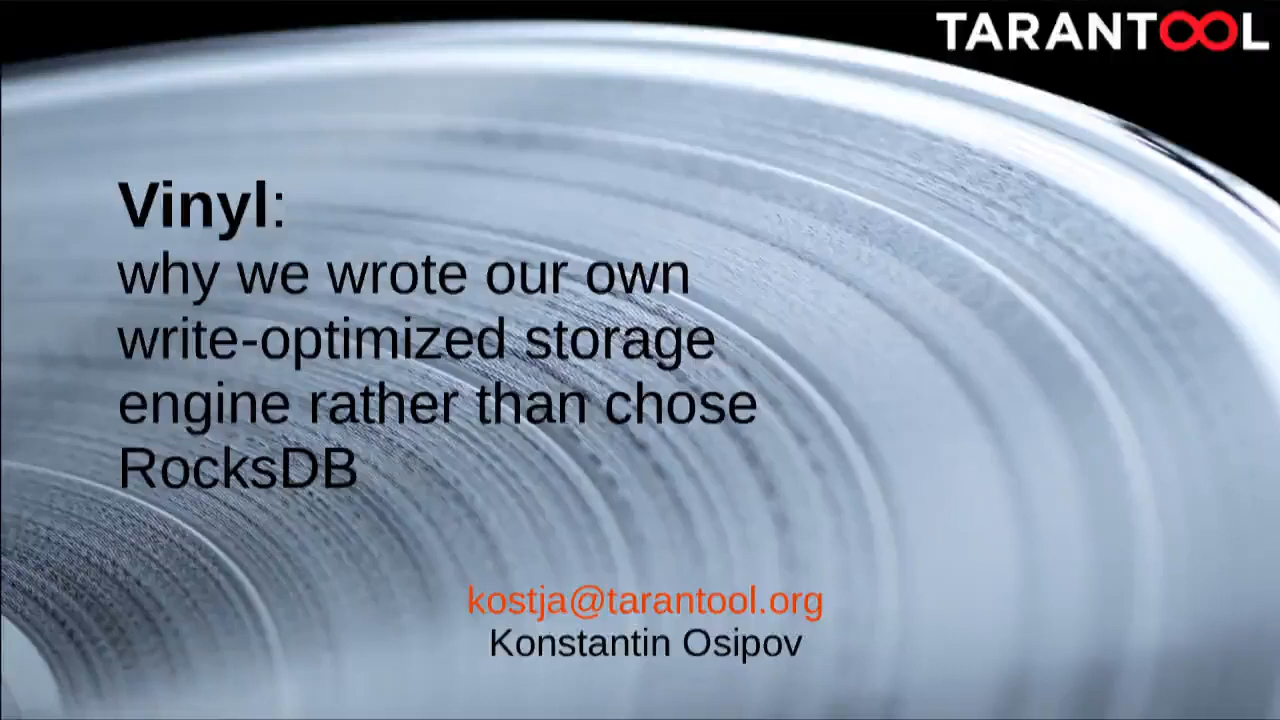 TARANTOOL
Vinyl:
why we wrote our own
write-optimized storage
engine rather than chose
RocksDB
kostja@tarantool.org
Konstantin Osipov